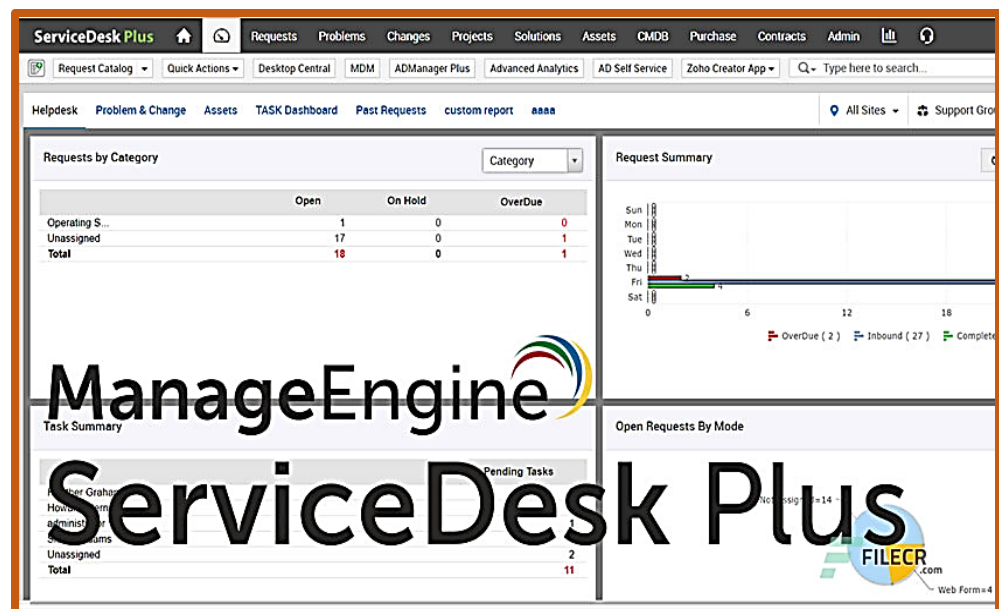 ServiceDesk Plus Requests Problems Changes Projects Solutions Assets CMDB Purchase Contracts Admin
Request Catalog Quick Actions Desktop Central MDM ADManager Plus Advanced Analytics AD Self Service Zoho Creator App Type here to search...
Helpdesk Problem & Change Assets TASK Dashboard Past Requests custom report aaaa All Sites Support Grou
Requests by Category Category
Open On Hold OverDue
Operating S... 1 0 0
Unassigned 17 0 1
Total 18 0 1
Request Summary
Sun
Mon
Tue
Wed
Thu
Fri 2
4
Sat
0 6 12 18
OverDue ( 2 ) Inbound ( 27 ) Complete
ManageEngine
Task Summary
Open Requests By Mode
Pending Tasks
ServiceDesk Plus
1
Unassigned 2
Total 11
=14
FILECR
.com
Web Form=4